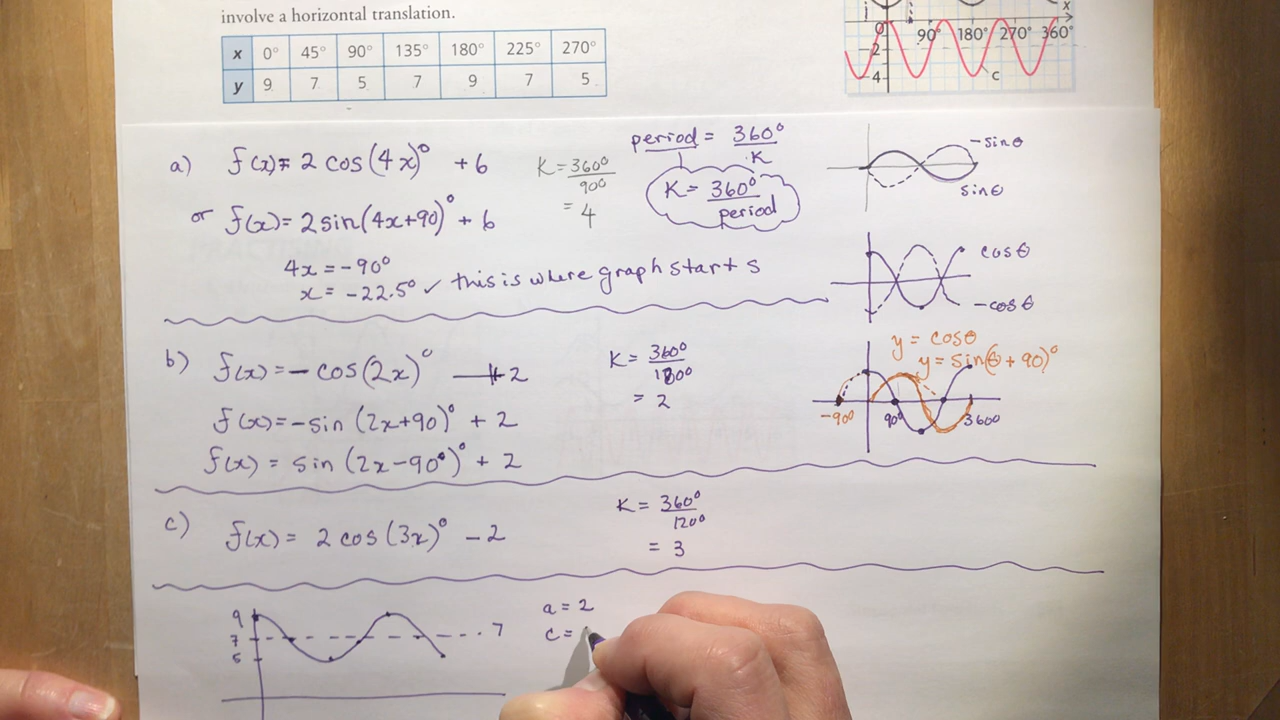 involve a horizontal translation.
x 0° 45° 90° 135° 180° 225° 270°
y 9 7 5 7 9 7 5
0 90° 180° 270° 360° x
-2
-4
c
a) f(x) = 2 cos(4x)° + 6
K = 360°/90°
= 4
period = 360°/K
K = 360°/period
-sinθ
sinθ
or f(x) = 2sin(4x+90)° + 6
4x = -90°
x = -22.5° ✓ this is where graph starts
cosθ
-cosθ
b) f(x) = - cos(2x)° + 2
K = 360°/180°
= 2
f(x) = -sin (2x+90)° + 2
f(x) = sin (2x-90°)° + 2
y = cosθ
y = sin(θ + 90)°
-90° 90° 360°
c) f(x) = 2 cos(3x)° - 2
K = 360°/120°
= 3
9
7
5
7
a = 2
c =